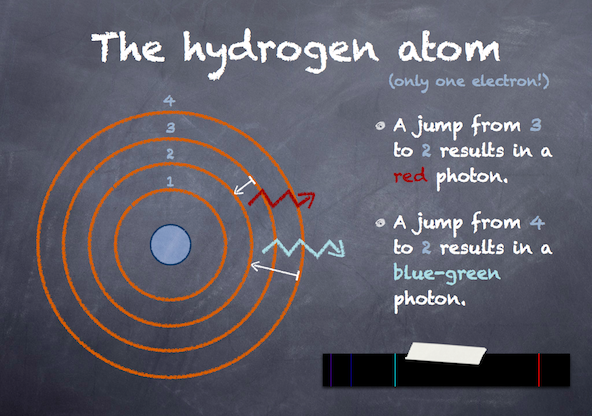 The hydrogen atom
(only one electron!)
4
3
2
1
A jump from 3
to 2 results in a
red photon.
A jump from 4
to 2 results in a
blue-green
photon.